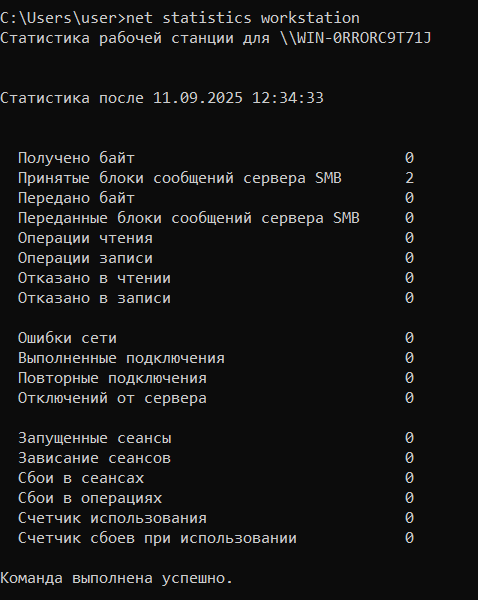 C:\Users\user>net statistics workstation
Статистика рабочей станции для \\WIN-0RRORC9T71J
Статистика после 11.09.2025 12:34:33
Получено байт 0
Принятые блоки сообщений сервера SMB 2
Передано байт 0
Переданные блоки сообщений сервера SMB 0
Операции чтения 0
Операции записи 0
Отказано в чтении 0
Отказано в записи 0
Ошибки сети 0
Выполненные подключения 0
Повторные подключения 0
Отключений от сервера 0
Запущенные сеансы 0
Зависание сеансов 0
Сбои в сеансах 0
Сбои в операциях 0
Счетчик использования 0
Счетчик сбоев при использовании 0
Команда выполнена успешно.